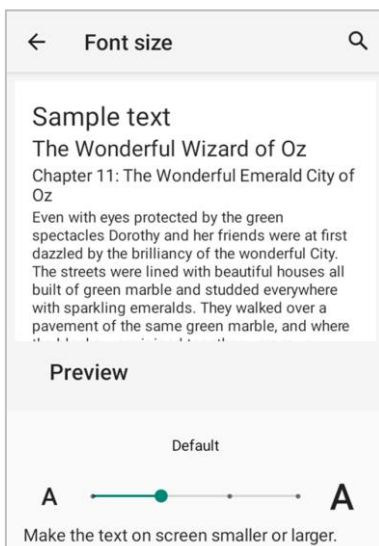 Font size
Sample text
The Wonderful Wizard of Oz
Chapter 11: The Wonderful Emerald City of
Oz
Even with eyes protected by the green
spectacles Dorothy and her friends were at first
dazzled by the brilliancy of the wonderful City.
The streets were lined with beautiful houses all
built of green marble and studded everywhere
with sparkling emeralds. They walked over a
pavement of the same green marble, and where
Preview
Default
A A
Make the text on screen smaller or larger.